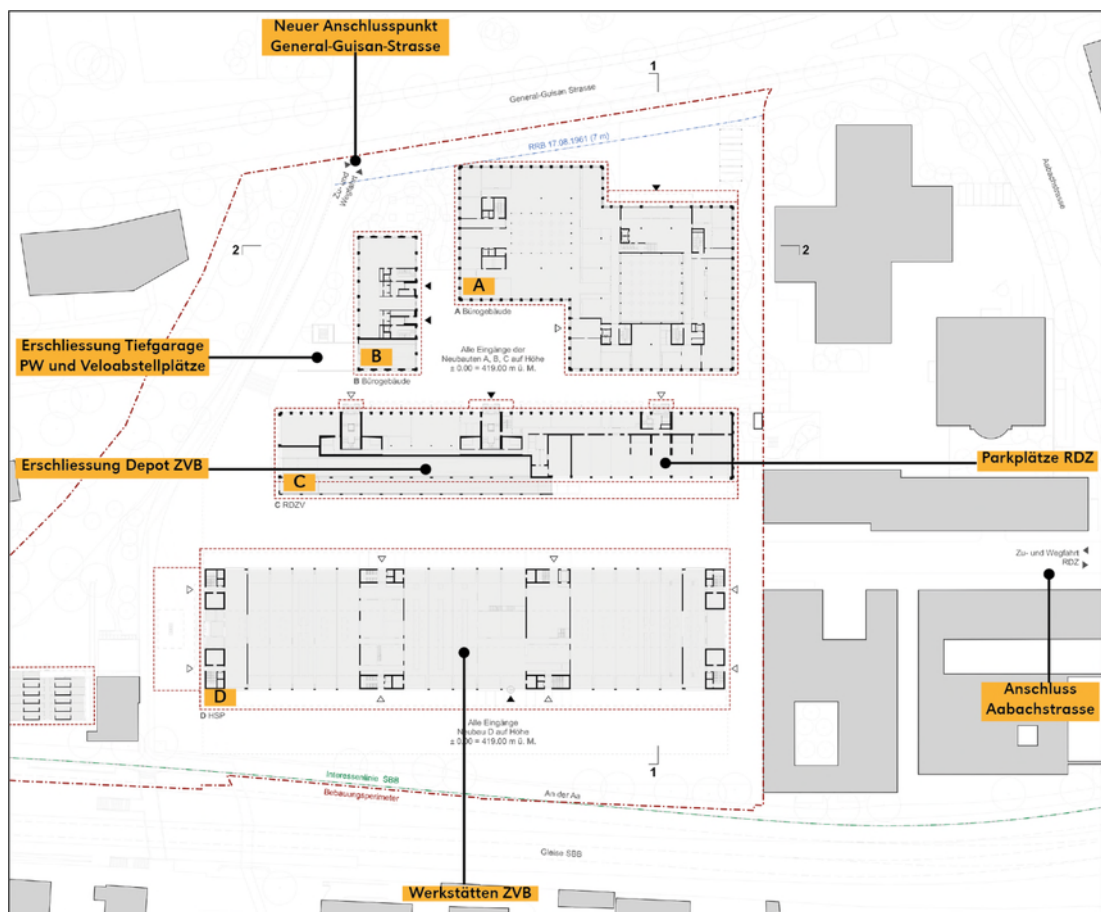 Neuer Anschlusspunkt
General-Guisan-Strasse
1
General-Guisan Strasse
RRB 17.08.1961 (7 m)
Zu- und
Wegfahrt
Aabachstrasse
2
2
A
A Bürogebäude
Erschliessung Tiefgarage
PW und Veloabstellplätze
B
B Bürogebäude
Alle Eingänge der
Neubauten A, B, C auf Höhe
± 0.00 = 419.00 m ü. M.
Erschliessung Depot ZVB
Parkplätze RDZ
C
C RDZV
Zu- und Wegfahrt
RDZ
D
D HSP
Anschluss
Aabachstrasse
Alle Eingänge
Neubau D auf Höhe
± 0.00 = 419.00 m ü. M.
1
Interessenlinie SBB
Bebauungsperimeter
An der Aa
Gleise SBB
Werkstätten ZVB